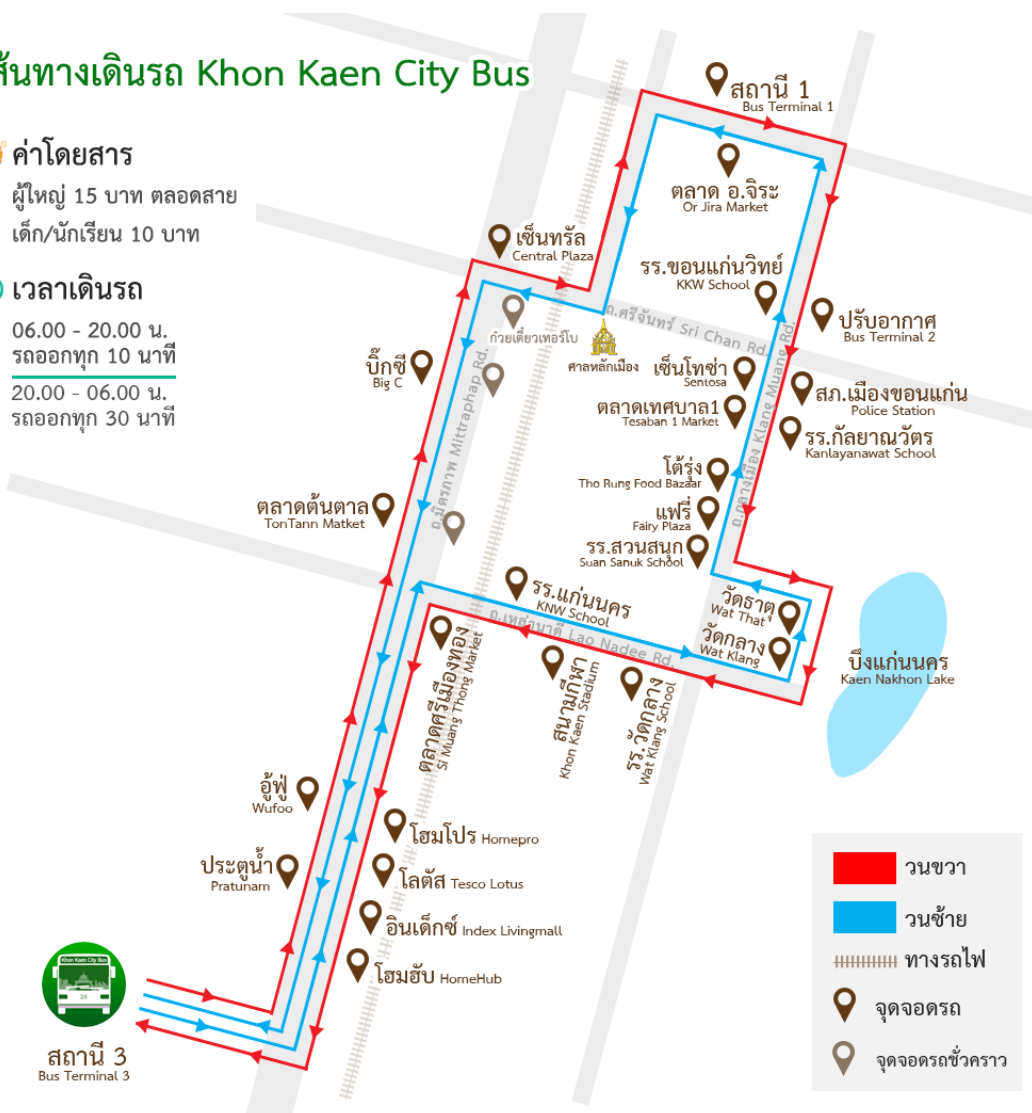 ส้นทางเดินรถ Khon Kaen City Bus
ค่าโดยสาร
ผู้ใหญ่ 15 บาท ตลอดสาย
เด็ก/นักเรียน 10 บาท
เวลาเดินรถ
06.00 - 20.00 น.
รถออกทุก 10 นาที
20.00 - 06.00 น.
รถออกทุก 30 นาที
สถานี 1
Bus Terminal 1
ตลาด อ.จิระ
Or Jira Market
เซ็นทรัล
Central Plaza
รร.ขอนแก่นวิทย์
KKW School
ถ.ศรีจันทร์ Sri Chan Rd.
ปรับอากาศ
Bus Terminal 2
ก๋วยเตี๋ยวเทอร์โบ
ศาลหลักเมือง
บิ๊กซี
Big C
ถ.มิตรภาพ Mittraphap Rd.
เซ็นโทซ่า
Sentosa
สภ.เมืองขอนแก่น
Police Station
ตลาดเทศบาล1
Tesaban 1 Market
รร.กัลยาณวัตร
Kanlayanawat School
ถ.กลางเมือง Klang Muang Rd.
โต้รุ่ง
Tho Rung Food Bazaar
ตลาดต้นตาล
TonTann Matket
แฟรี่
Fairy Plaza
รร.สวนสนุก
Suan Sanuk School
รร.แก่นนคร
KNW School
ถ.เหล่านาดี Lao Nadee Rd.
วัดธาตุ
Wat That
วัดกลาง
Wat Klang
บึงแก่นนคร
Kaen Nakhon Lake
ตลาดศรีเมืองทอง
Si Muang Thong Market
สนามกีฬา
Khon Kaen Stadium
รร.วัดกลาง
Wat Klang School
อู้ฟู่
Wufoo
โฮมโปร Homepro
ประตูน้ำ
Pratunam
โลตัส Tesco Lotus
อินเด็กซ์ Index Livingmall
โฮมฮับ HomeHub
Khon Kaen City Bus
24
สถานี 3
Bus Terminal 3
วนขวา
วนซ้าย
ทางรถไฟ
จุดจอดรถ
จุดจอดรถชั่วคราว